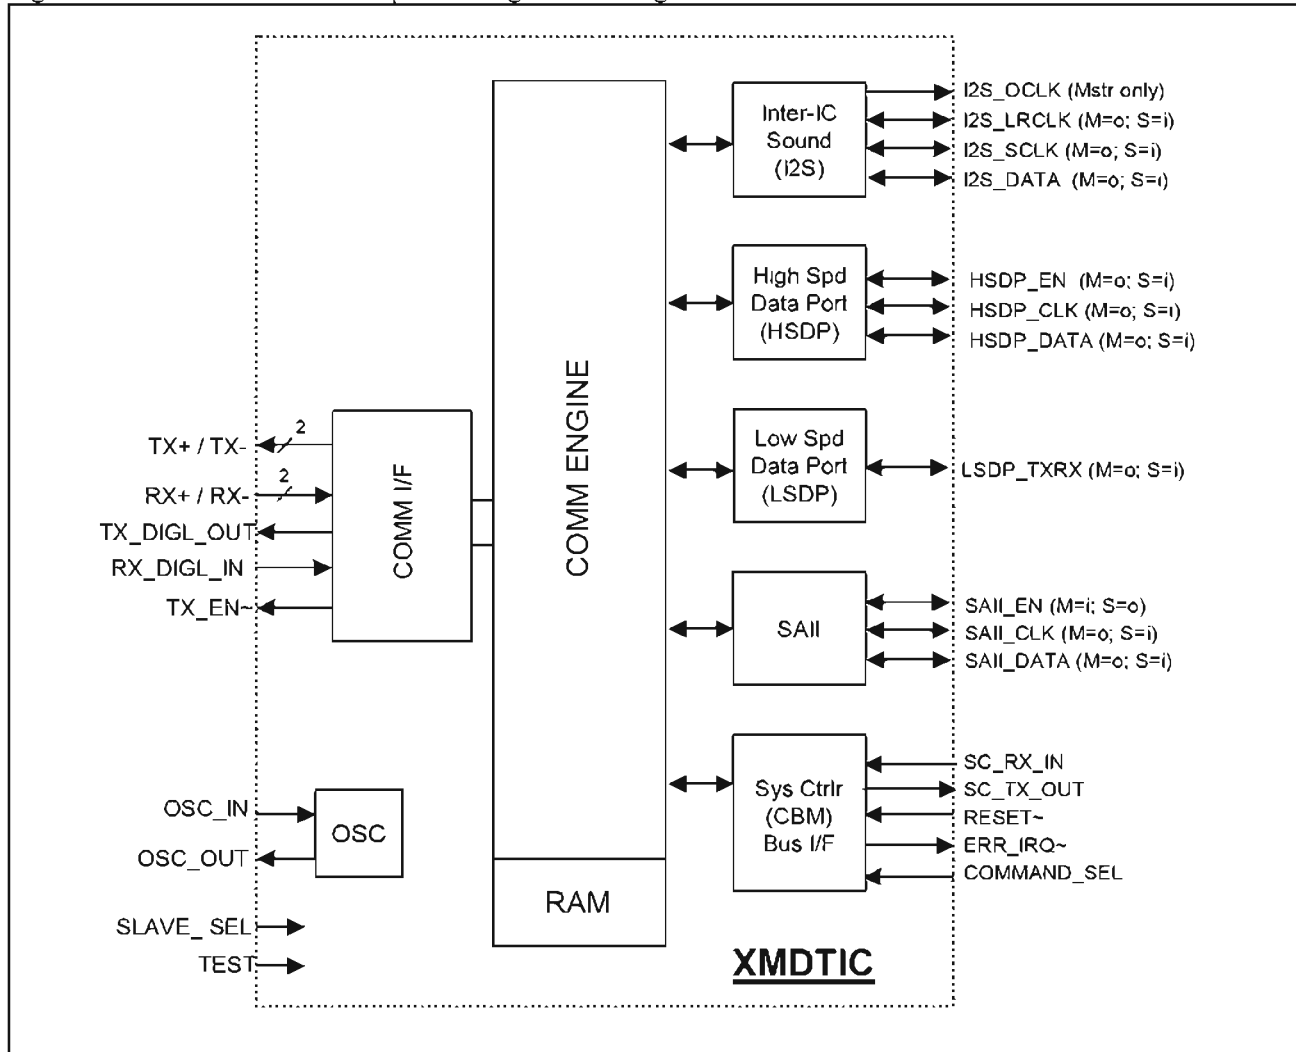 I2S_OCLK (Mstr only)
I2S_LRCLK (M=o; S=i)
I2S_SCLK (M=o; S=i)
I2S_DATA (M=o; S=i)
Inter-IC
Sound
(I2S)
High Spd
Data Port
(HSDP)
HSDP_EN (M=o; S=i)
HSDP_CLK (M=o; S=i)
HSDP_DATA (M=o; S=i)
Low Spd
Data Port
(LSDP)
LSDP_TXRX (M=o; S=i)
SAII
SAII_EN (M=i; S=o)
SAII_CLK (M=o; S=i)
SAII_DATA (M=o; S=i)
Sys Ctrlr
(CBM)
Bus I/F
SC_RX_IN
SC_TX_OUT
RESET~
ERR_IRQ~
COMMAND_SEL
COMM ENGINE
RAM
COMM I/F
TX+ / TX-
2
RX+ / RX-
2
TX_DIGL_OUT
RX_DIGL_IN
TX_EN~
OSC_IN
OSC_OUT
OSC
SLAVE_ SEL
TEST
XMDTIC